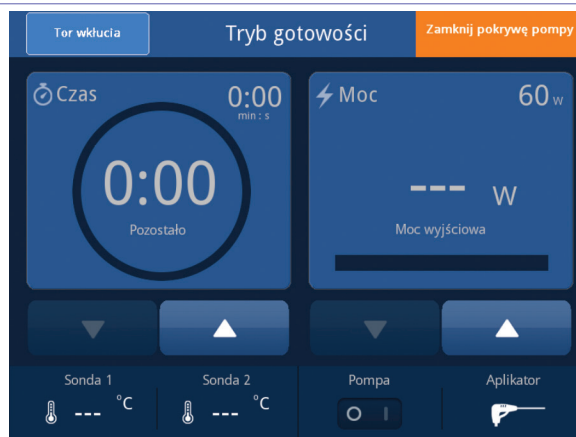 Tor wkłucia
Tryb gotowości
Zamknij pokrywę pompy
Czas
0:00
min : s
0:00
Pozostało
Moc
60 w
--- W
Moc wyjściowa
Sonda 1
--- °C
Sonda 2
--- °C
Pompa
O I
Aplikator